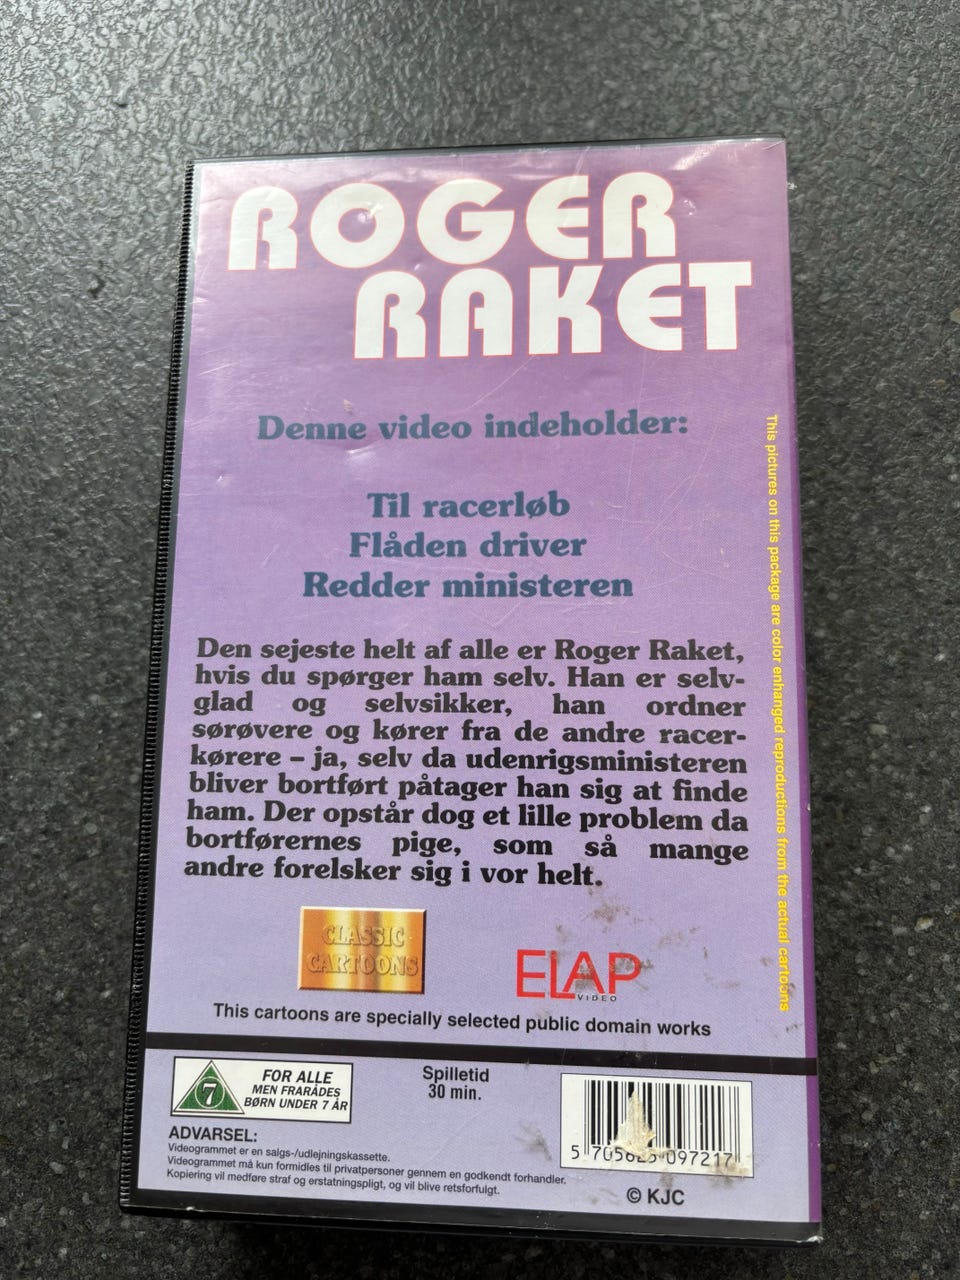 ROGER
RAKET
Denne video indeholder:
Til racerløb
Flåden driver
Redder ministeren
Den sejeste helt af alle er Roger Raket,
hvis du spørger ham selv. Han er selv-
glad og selvsikker, han ordner
sørøvere og kører fra de andre racer-
kørere – ja, selv da udenrigsministeren
bliver bortført påtager han sig at finde
ham. Der opstår dog et lille problem da
bortførernes pige, som så mange
andre forelsker sig i vor helt.
This pictures on this package are color enhanced reproductions from the actual cartoons
CLASSIC
CARTOONS
ELAP
VIDEO
This cartoons are specially selected public domain works
7
FOR ALLE
MEN FRARÅDES
BØRN UNDER 7 ÅR
Spilletid
30 min.
ADVARSEL:
Videogrammet er en salgs-/udlejningskassette.
Videogrammet må kun formidles til privatpersoner gennem en godkendt forhandler.
Kopiering vil medføre straf og erstatningspligt, og vil blive retsforfulgt.
5 097217
© KJC